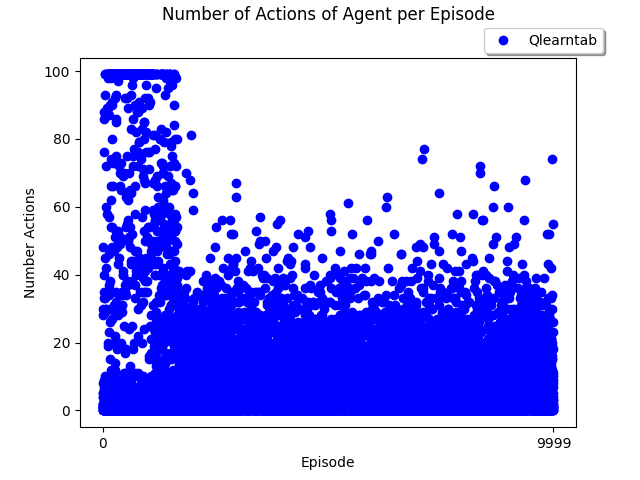 Number of Actions of Agent per Episode
Qlearntab
100
80
60
40
20
0
Number Actions
0 9999
Episode